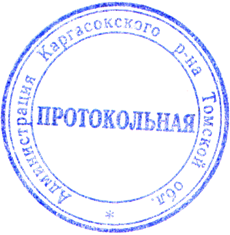 Администрация Каргасокского р-на Томской обл.
ПРОТОКОЛЬНАЯ
*